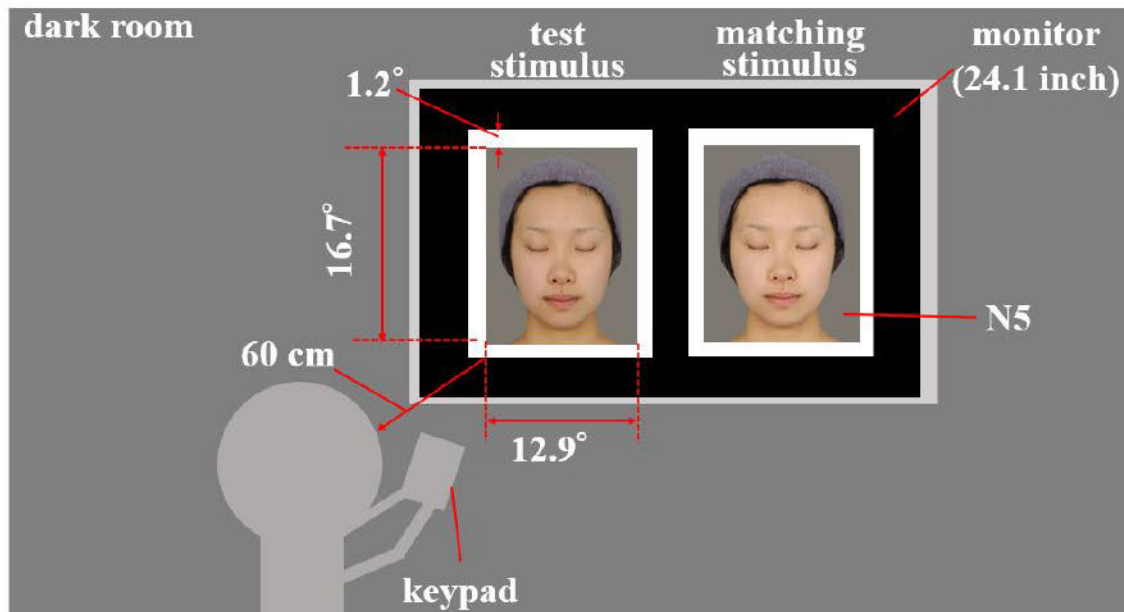 dark room
test
stimulus
matching
stimulus
monitor
(24.1 inch)
1.2°
16.7°
N5
60 cm
12.9°
keypad